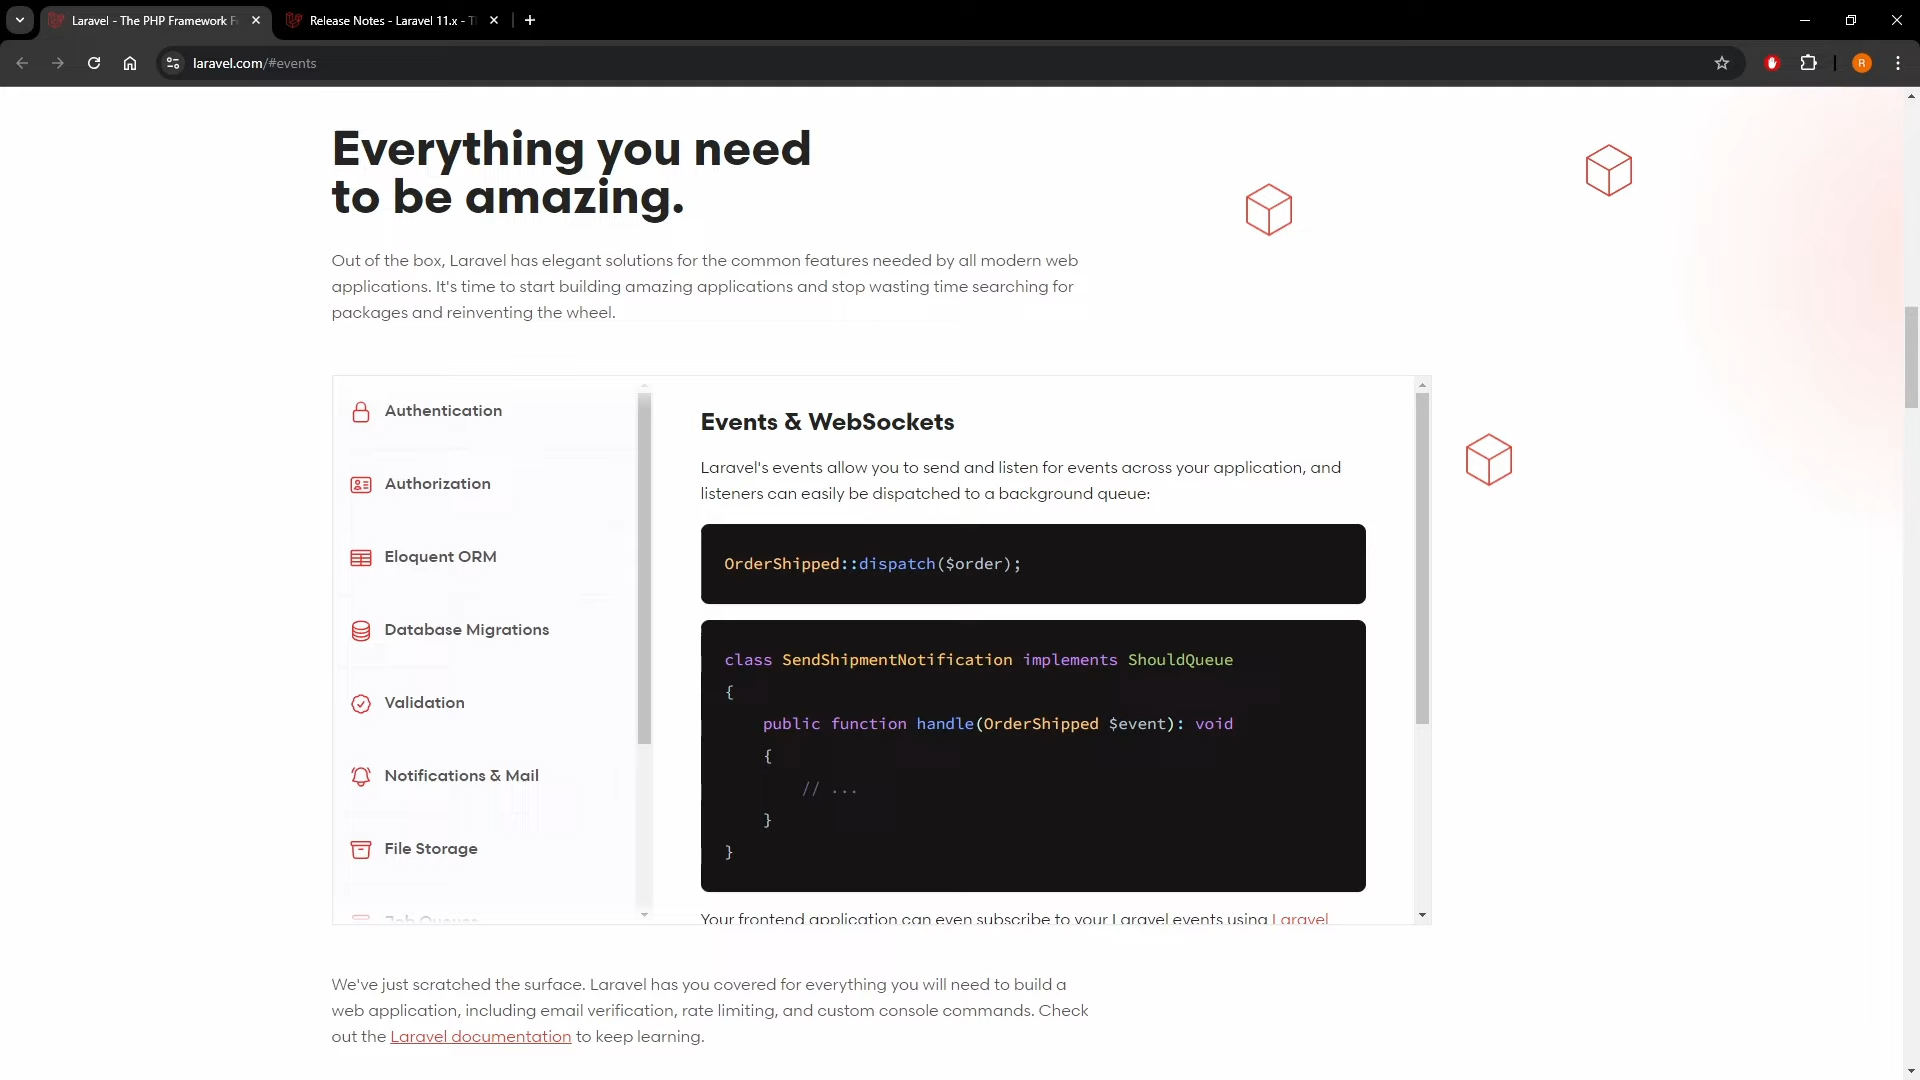 Laravel - The PHP Framework F
Release Notes - Laravel 11.x - T
laravel.com/#events
R
Everything you need
to be amazing.
Out of the box, Laravel has elegant solutions for the common features needed by all modern web
applications. It's time to start building amazing applications and stop wasting time searching for
packages and reinventing the wheel.
Authentication
Authorization
Eloquent ORM
Database Migrations
Validation
Notifications & Mail
File Storage
Job Queues
Events & WebSockets
Laravel's events allow you to send and listen for events across your application, and
listeners can easily be dispatched to a background queue:
OrderShipped::dispatch($order);
class SendShipmentNotification implements ShouldQueue
{
    public function handle(OrderShipped $event): void
    {
        // ...
    }
}
Your frontend application can even subscribe to your Laravel events using Laravel
We've just scratched the surface. Laravel has you covered for everything you will need to build a
web application, including email verification, rate limiting, and custom console commands. Check
out the Laravel documentation to keep learning.